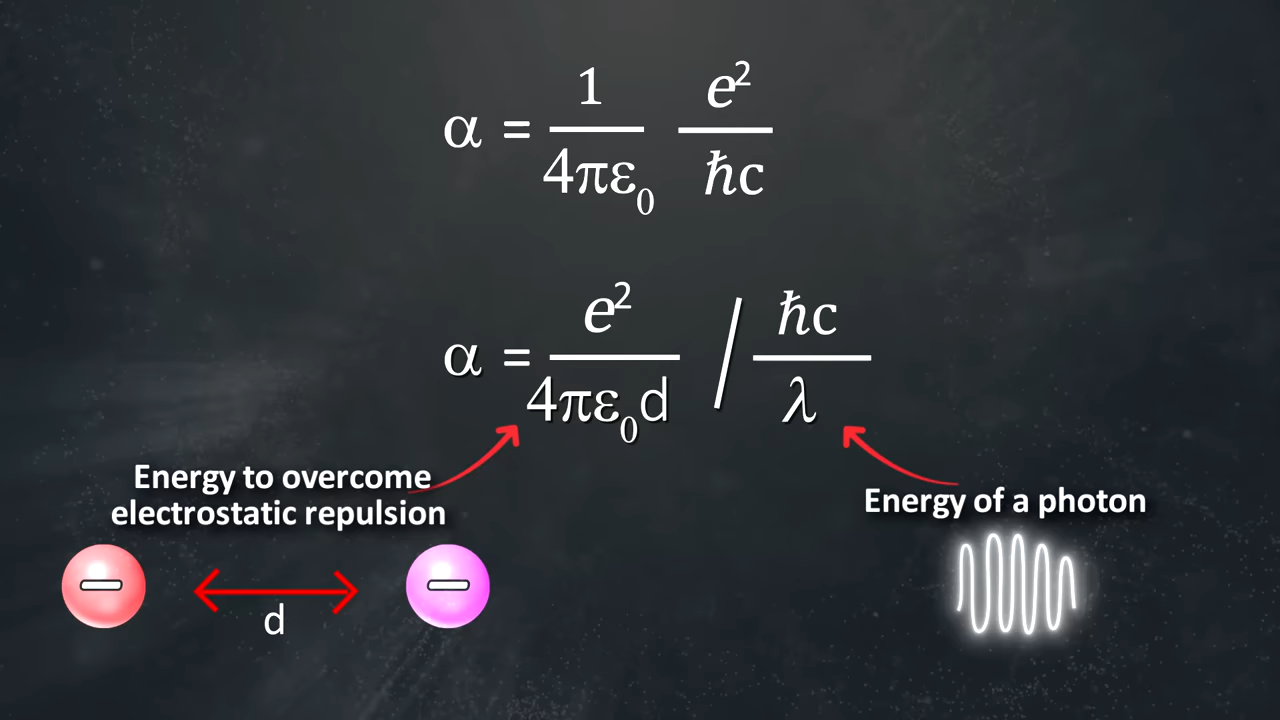 α = 1/4πε₀ e²/ħc
α = e²/4πε₀d / ħc/λ
Energy to overcome
electrostatic repulsion
Energy of a photon
− −
d